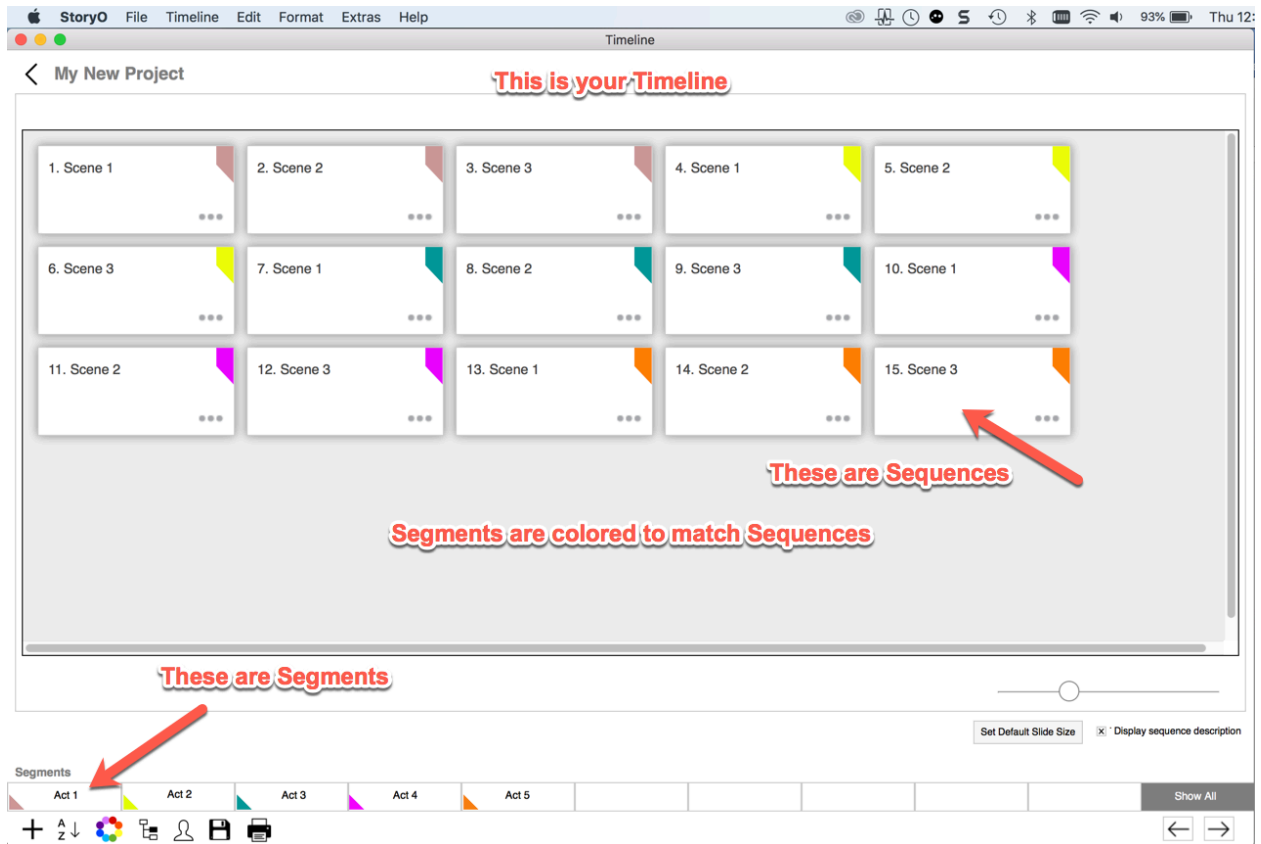 StoryO File Timeline Edit Format Extras Help 93% Thu 12:
Timeline
My New Project
This is your Timeline
1. Scene 1
2. Scene 2
3. Scene 3
4. Scene 1
5. Scene 2
6. Scene 3
7. Scene 1
8. Scene 2
9. Scene 3
10. Scene 1
11. Scene 2
12. Scene 3
13. Scene 1
14. Scene 2
15. Scene 3
These are Sequences
Segments are colored to match Sequences
These are Segments
Set Default Slide Size
Display sequence description
Segments
Act 1
Act 2
Act 3
Act 4
Act 5
Show All
A
Z